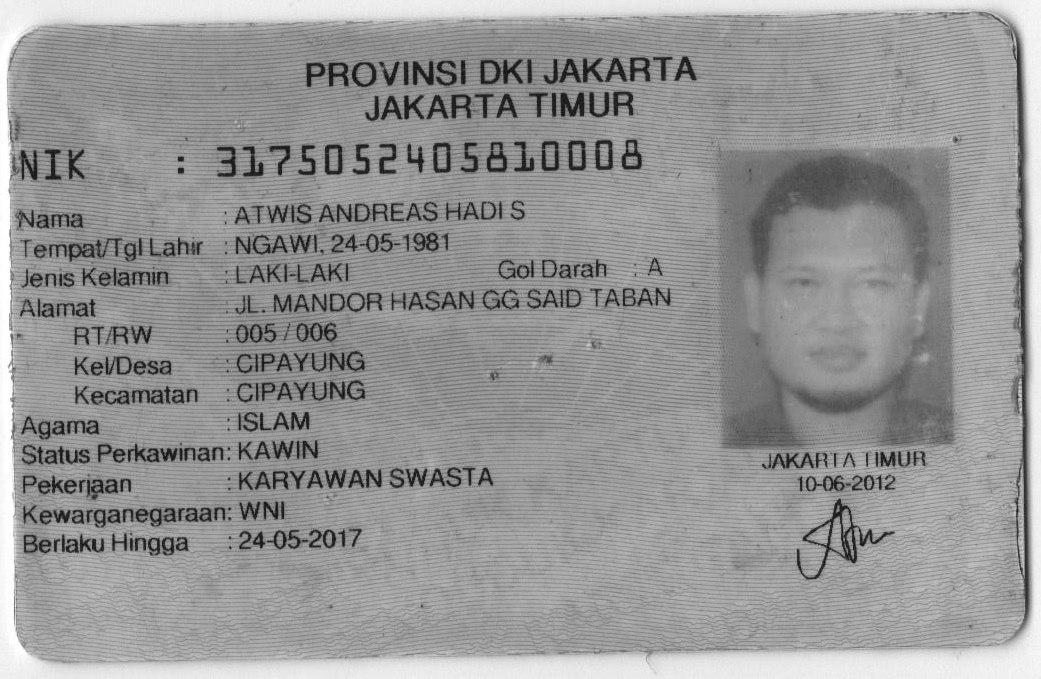 PROVINSI DKI JAKARTA
JAKARTA TIMUR
NIK : 3175052405810008
Nama : ATWIS ANDREAS HADI S
Tempat/Tgl Lahir : NGAWI, 24-05-1981
Jenis Kelamin : LAKI-LAKI Gol Darah : A
Alamat : JL. MANDOR HASAN GG SAID TABAN
RT/RW : 005 / 006
Kel/Desa : CIPAYUNG
Kecamatan : CIPAYUNG
Agama : ISLAM
Status Perkawinan: KAWIN
Pekerjaan : KARYAWAN SWASTA
Kewarganegaraan: WNI
Berlaku Hingga : 24-05-2017
JAKARTA TIMUR
10-06-2012